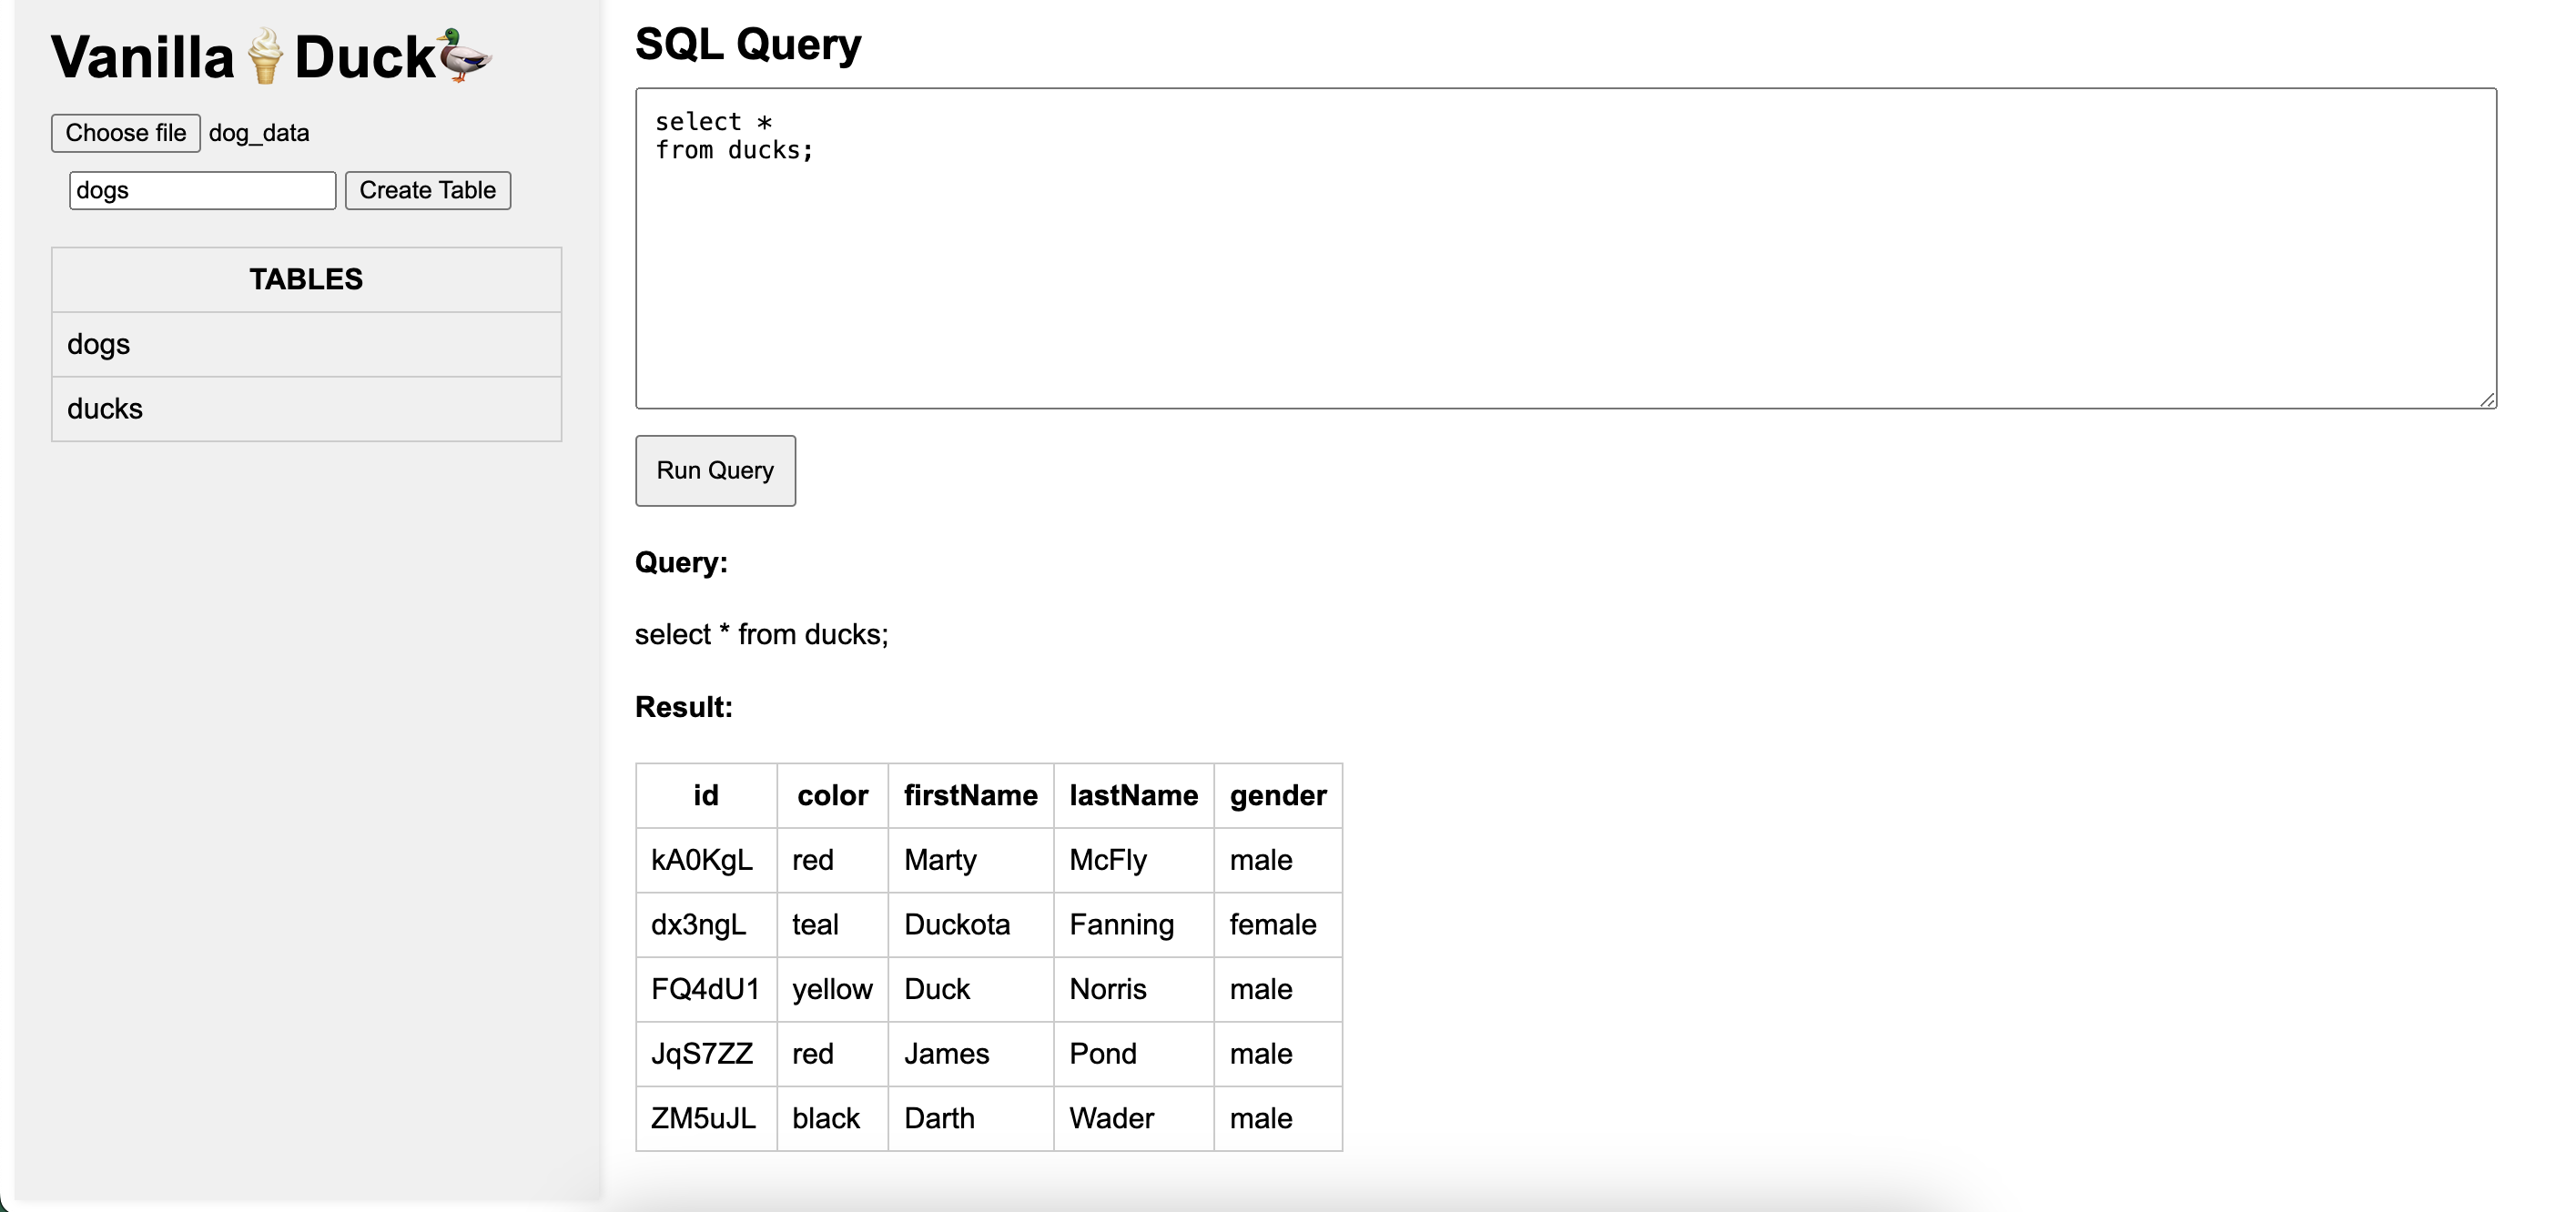 Vanilla🍦Duck🦆
Choose file dog_data
dogs Create Table
TABLES
dogs
ducks
SQL Query
select *
from ducks;
Run Query
Query:
select * from ducks;
Result:
id color firstName lastName gender
kA0KgL red Marty McFly male
dx3ngL teal Duckota Fanning female
FQ4dU1 yellow Duck Norris male
JqS7ZZ red James Pond male
ZM5uJL black Darth Wader male